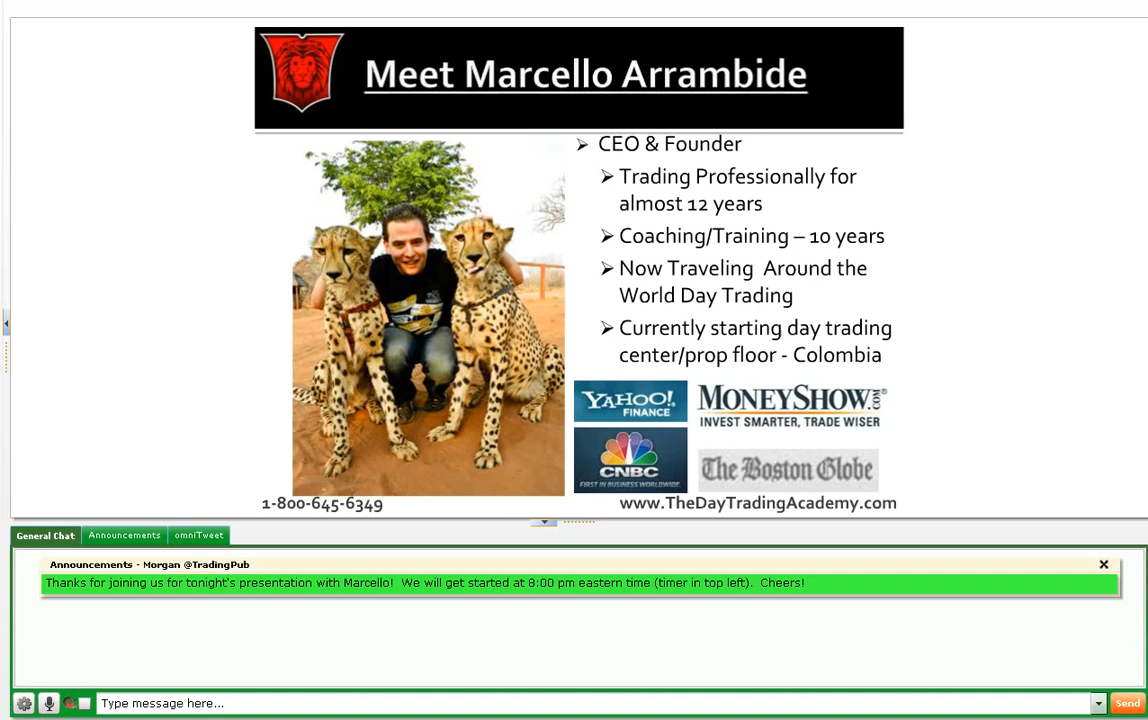 Meet Marcello Arrambide
CEO & Founder
Trading Professionally for
almost 12 years
Coaching/Training – 10 years
Now Traveling Around the
World Day Trading
Currently starting day trading
center/prop floor - Colombia
YAHOO!
FINANCE
MONEYSHOW.COM®
INVEST SMARTER, TRADE WISER
CNBC
FIRST IN BUSINESS WORLDWIDE.
The Boston Globe
1-800-645-6349
www.TheDayTradingAcademy.com
General Chat
Announcements
omniTweet
Announcements - Morgan @TradingPub
Thanks for joining us for tonight's presentation with Marcello! We will get started at 8:00 pm eastern time (timer in top left). Cheers!
Type message here...
Send